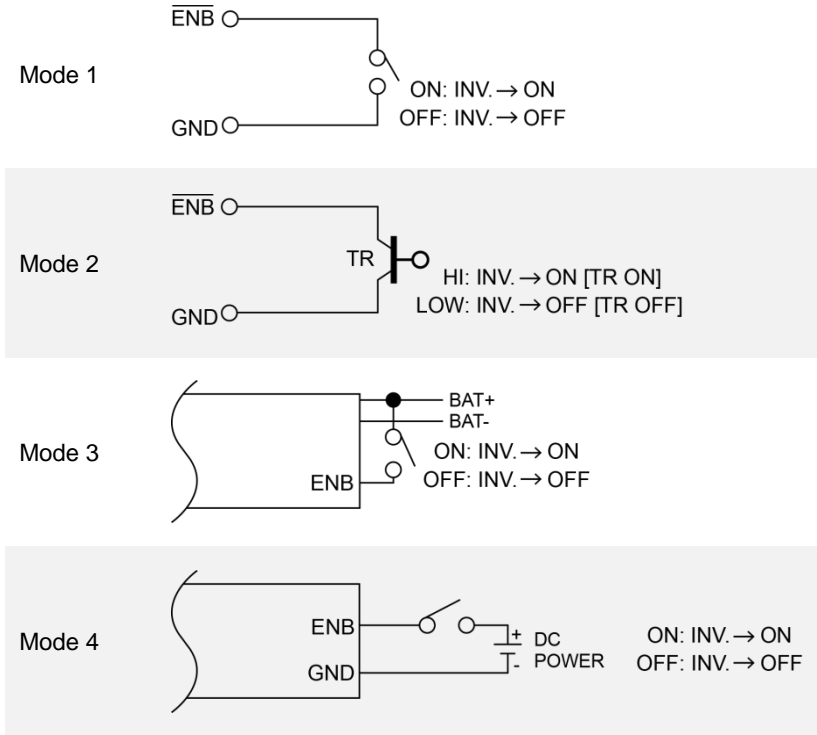 Mode 1
E̅N̅B̅
GND
ON: INV.→ON
OFF: INV.→OFF
Mode 2
E̅N̅B̅
TR
GND
HI: INV.→ON [TR ON]
LOW: INV.→OFF [TR OFF]
Mode 3
BAT+
BAT-
ENB
ON: INV.→ON
OFF: INV.→OFF
Mode 4
ENB
GND
+ DC
- POWER
ON: INV.→ON
OFF: INV.→OFF